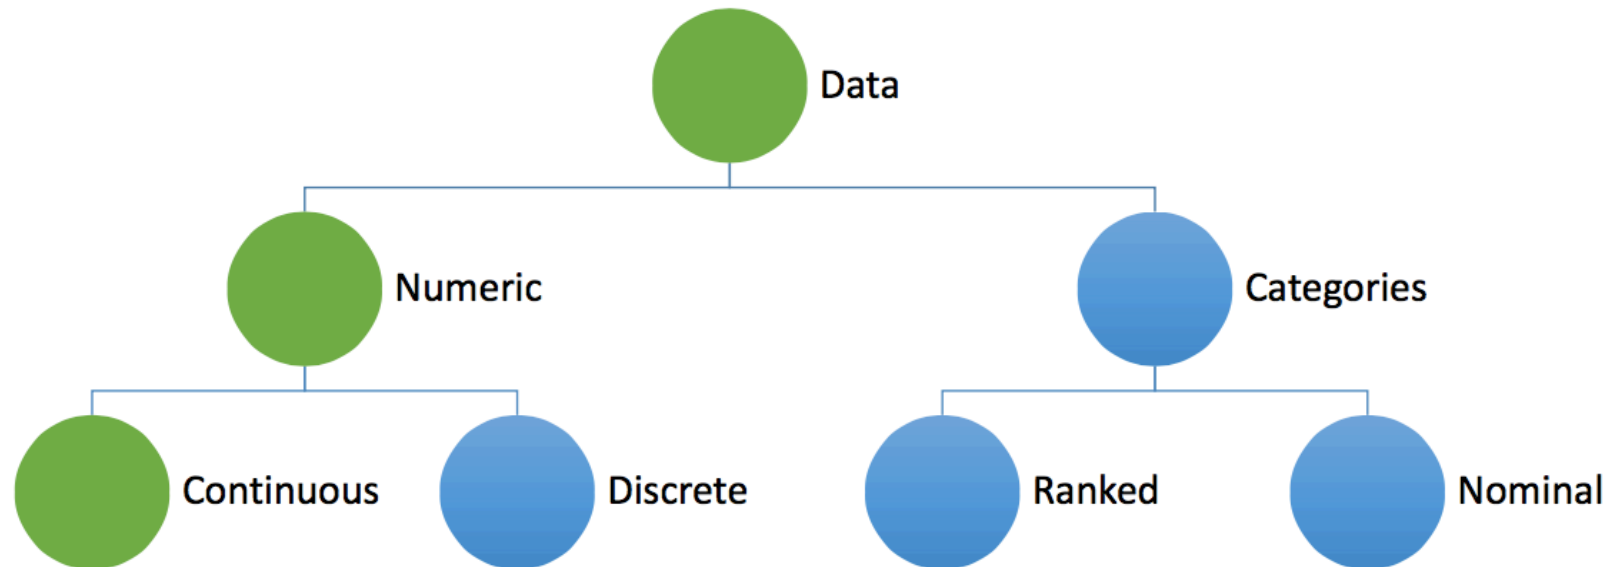 Data
Numeric
Categories
Continuous
Discrete
Ranked
Nominal